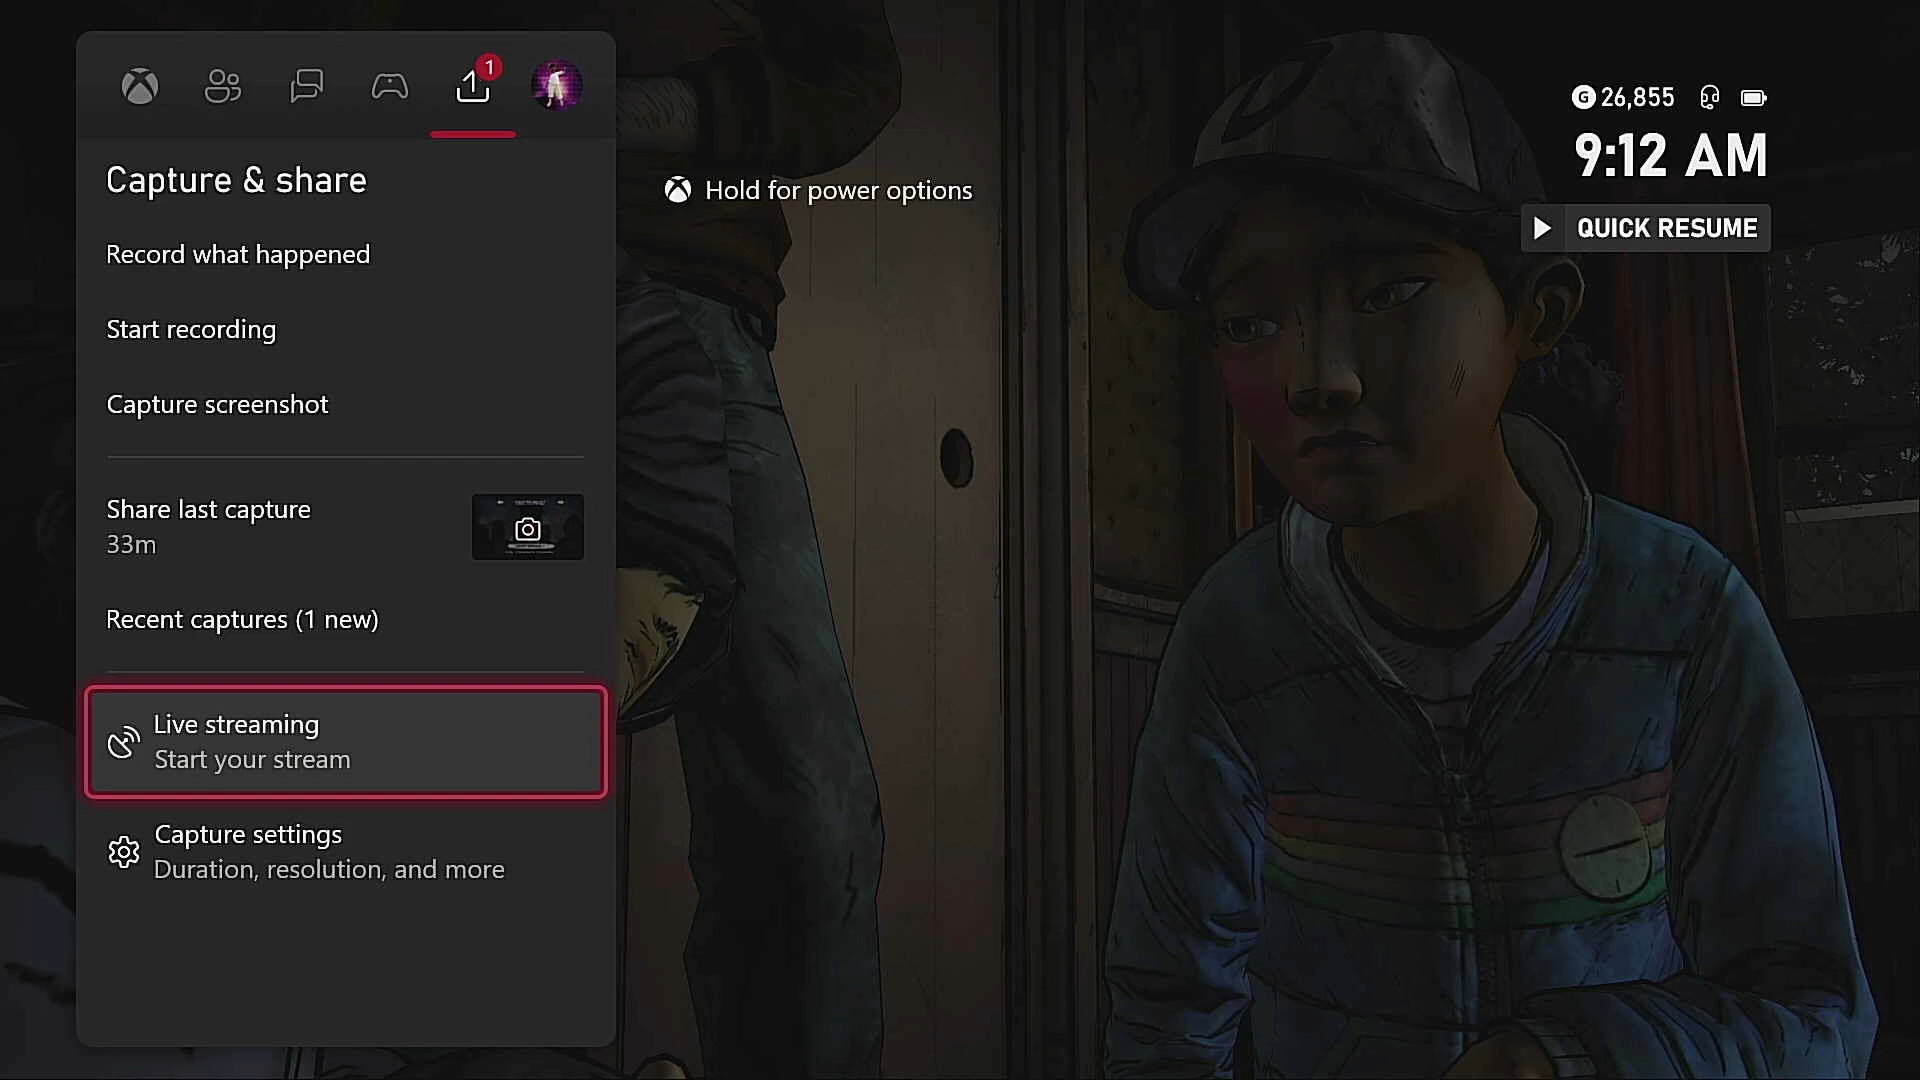 1
G 26,855
9:12 AM
QUICK RESUME
Hold for power options
Capture & share
Record what happened
Start recording
Capture screenshot
Share last capture
33m
Recent captures (1 new)
Live streaming
Start your stream
Capture settings
Duration, resolution, and more